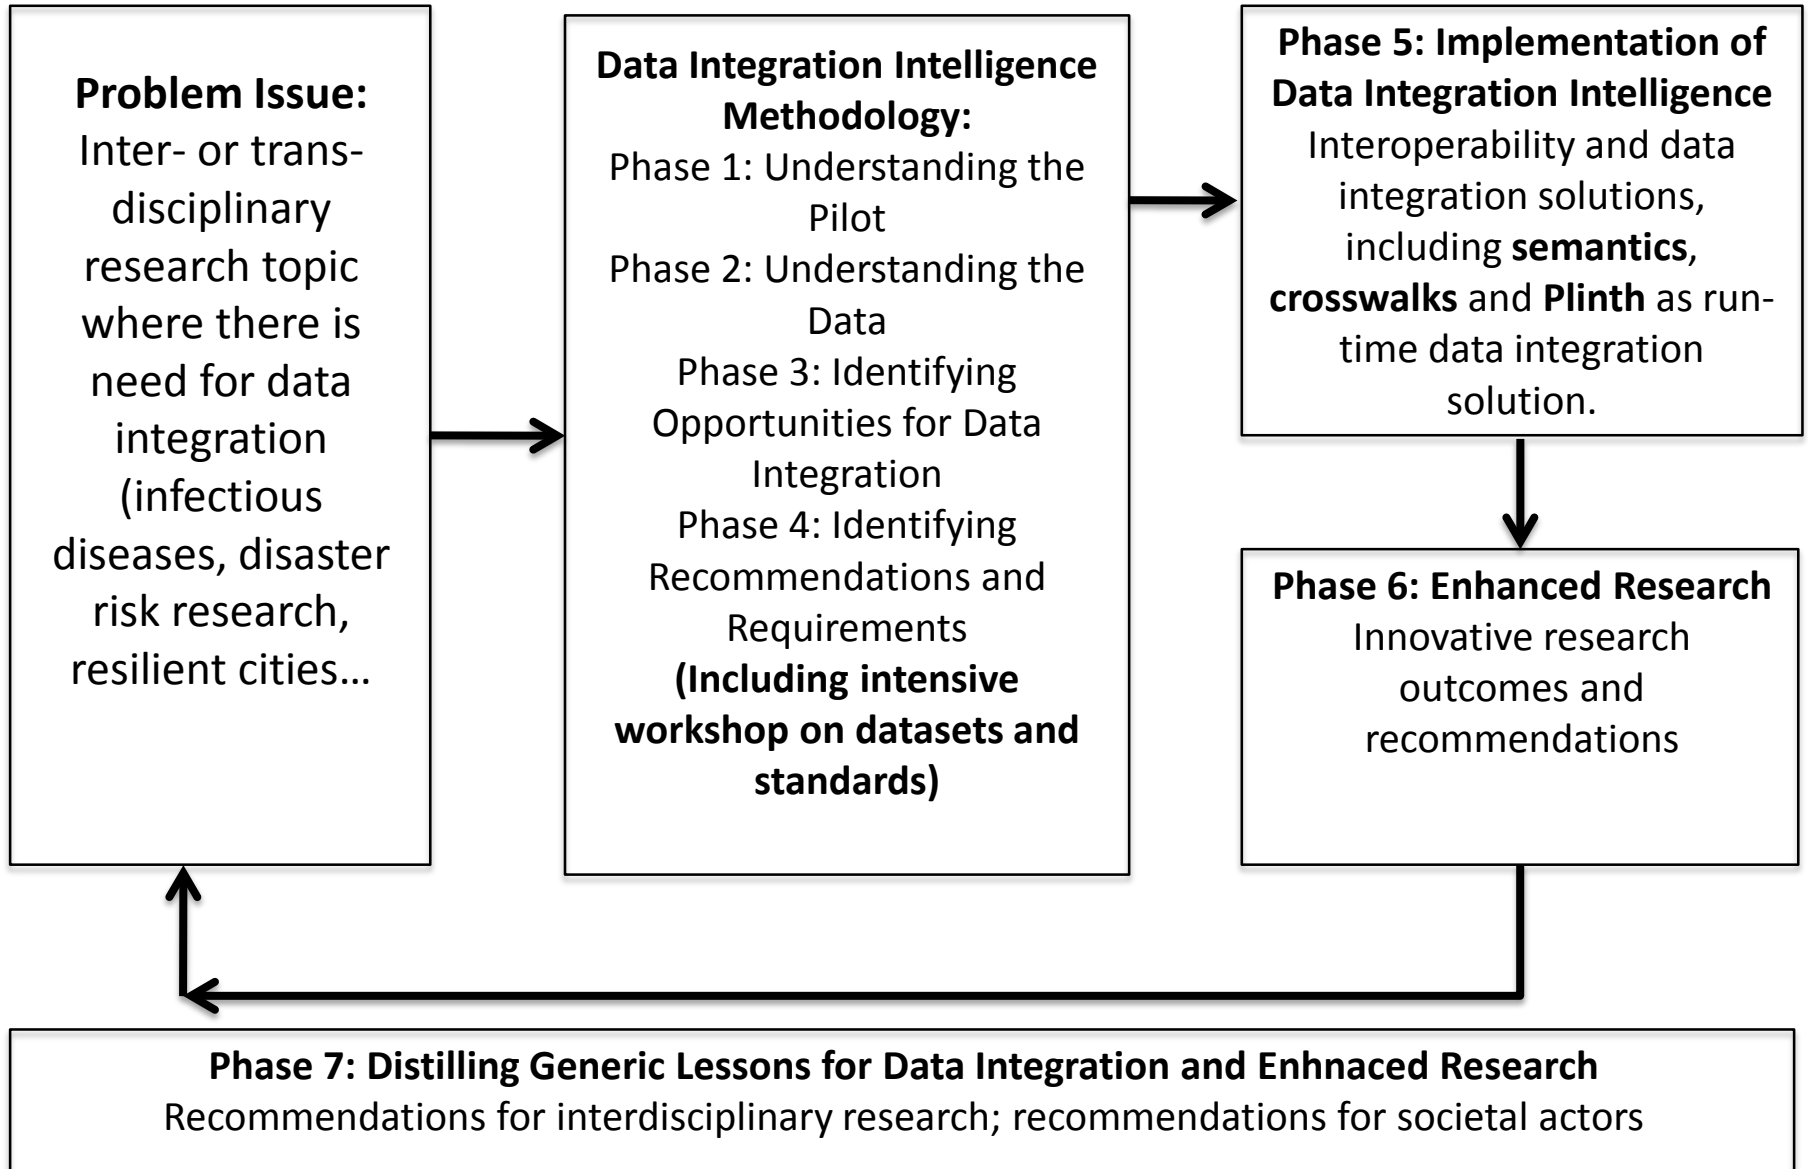 Problem Issue:
Inter- or trans-
disciplinary
research topic
where there is
need for data
integration
(infectious
diseases, disaster
risk research,
resilient cities…
Data Integration Intelligence
Methodology:
Phase 1: Understanding the
Pilot
Phase 2: Understanding the
Data
Phase 3: Identifying
Opportunities for Data
Integration
Phase 4: Identifying
Recommendations and
Requirements
(Including intensive
workshop on datasets and
standards)
Phase 5: Implementation of
Data Integration Intelligence
Interoperability and data
integration solutions,
including semantics,
crosswalks and Plinth as run-
time data integration
solution.
Phase 6: Enhanced Research
Innovative research
outcomes and
recommendations
Phase 7: Distilling Generic Lessons for Data Integration and Enhnaced Research
Recommendations for interdisciplinary research; recommendations for societal actors